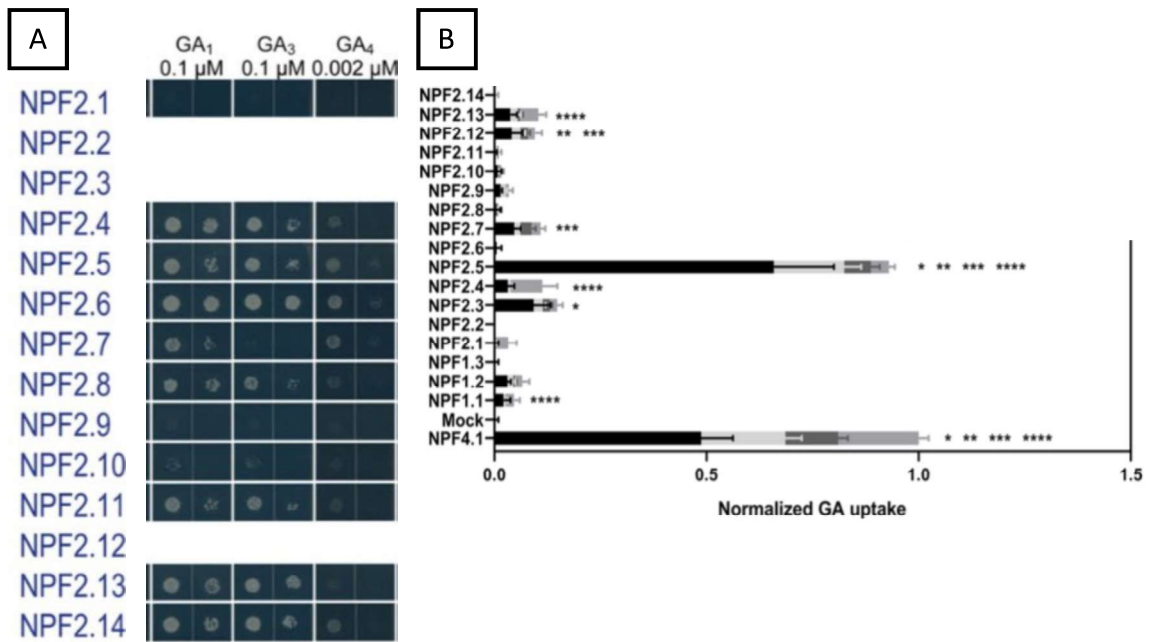 A
GA₁ GA₃ GA₄
0.1 µM 0.1 µM 0.002 µM
NPF2.1
NPF2.2
NPF2.3
NPF2.4
NPF2.5
NPF2.6
NPF2.7
NPF2.8
NPF2.9
NPF2.10
NPF2.11
NPF2.12
NPF2.13
NPF2.14
B
NPF2.14
NPF2.13 ****
NPF2.12 ** ***
NPF2.11
NPF2.10
NPF2.9
NPF2.8
NPF2.7 ***
NPF2.6
NPF2.5 * ** *** ****
NPF2.4 ****
NPF2.3 *
NPF2.2
NPF2.1
NPF1.3
NPF1.2
NPF1.1 ****
Mock
NPF4.1 * ** *** ****
0.0 0.5 1.0 1.5
Normalized GA uptake